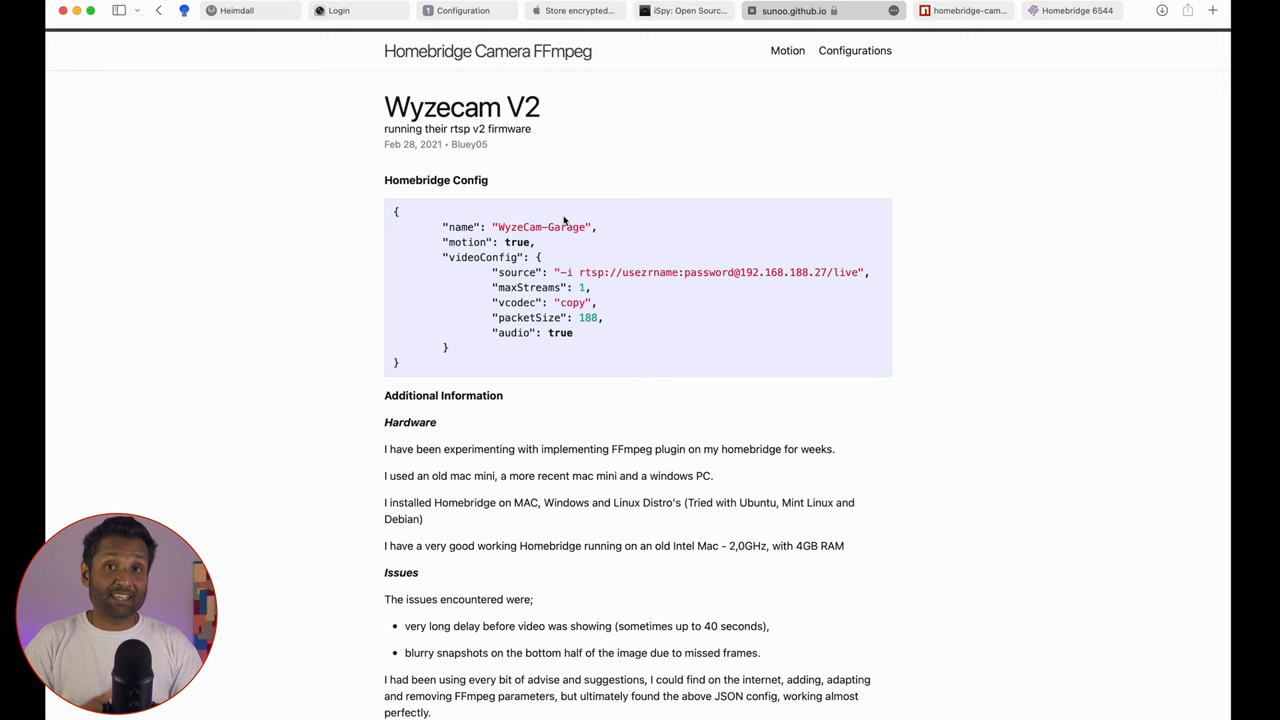 Heimdall
Login
1 Configuration
Store encrypted...
iSpy: Open Sourc...
sunoo.github.io
homebridge-cam...
Homebridge 6544
Homebridge Camera FFmpeg
Motion
Configurations
Wyzecam V2
running their rtsp v2 firmware
Feb 28, 2021 • Bluey05
Homebridge Config
{
"name": "WyzeCam-Garage",
"motion": true,
"videoConfig": {
"source": "-i rtsp://usezrname:password@192.168.188.27/live",
"maxStreams": 1,
"vcodec": "copy",
"packetSize": 188,
"audio": true
}
}
Additional Information
Hardware
I have been experimenting with implementing FFmpeg plugin on my homebridge for weeks.
I used an old mac mini, a more recent mac mini and a windows PC.
I installed Homebridge on MAC, Windows and Linux Distro's (Tried with Ubuntu, Mint Linux and
Debian)
I have a very good working Homebridge running on an old Intel Mac - 2,0GHz, with 4GB RAM
Issues
The issues encountered were;
• very long delay before video was showing (sometimes up to 40 seconds),
• blurry snapshots on the bottom half of the image due to missed frames.
I had been using every bit of advise and suggestions, I could find on the internet, adding, adapting
and removing FFmpeg parameters, but ultimately found the above JSON config, working almost
perfectly.